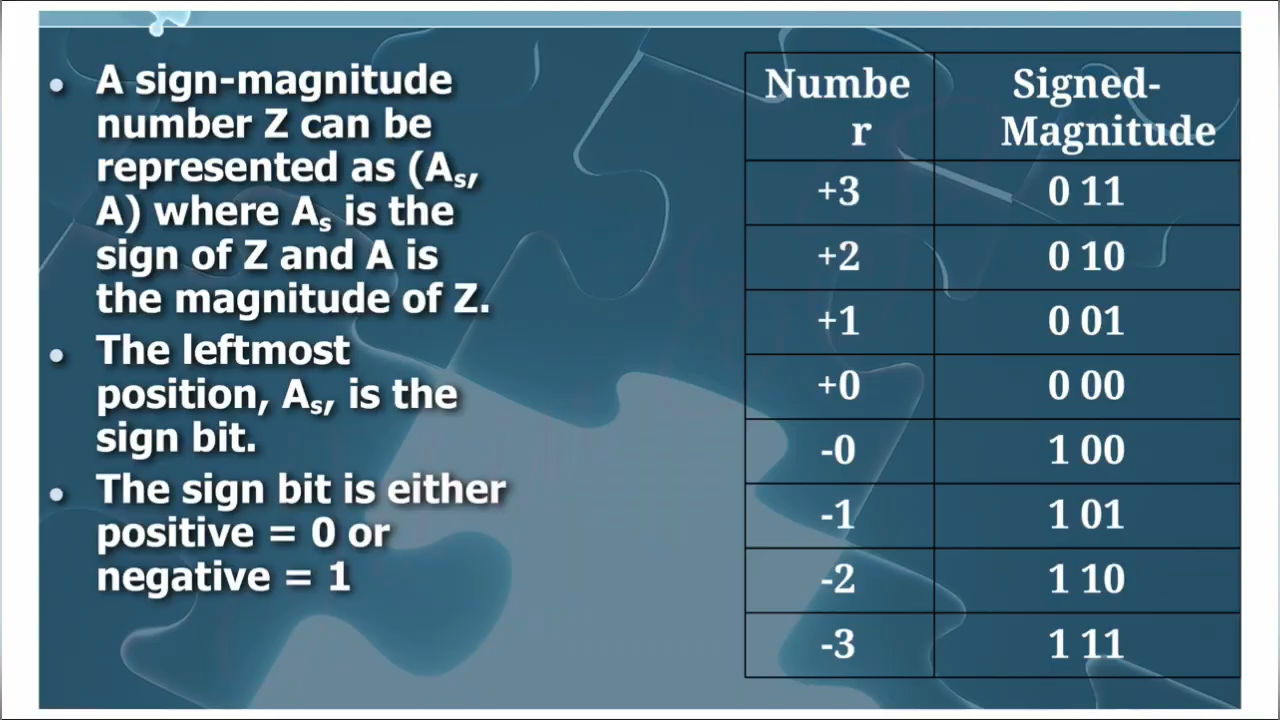 • A sign-magnitude
number Z can be
represented as (As,
A) where As is the
sign of Z and A is
the magnitude of Z.
• The leftmost
position, As, is the
sign bit.
• The sign bit is either
positive = 0 or
negative = 1
Numbe
r
Signed-
Magnitude
+3 0 11
+2 0 10
+1 0 01
+0 0 00
-0 1 00
-1 1 01
-2 1 10
-3 1 11